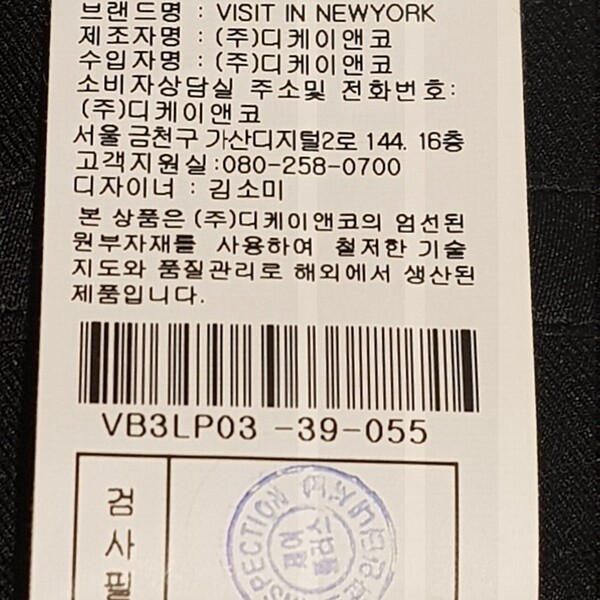 브랜드명 : VISIT IN NEWYORK
제조자명 : (주)디케이앤코
수입자명 : (주)디케이앤코
소비자상담실 주소및 전화번호:
(주)디케이앤코
서울 금천구 가산디지털2로 144. 16층
고객지원실:080-258-0700
디자이너 : 김소미
본 상품은 (주)디케이앤코의 엄선된
원부자재를 사용하여 철저한 기술
지도와 품질관리로 해외에서 생산된
제품입니다.
VB3LP03 -39-055
검
사
필
INSPECTION